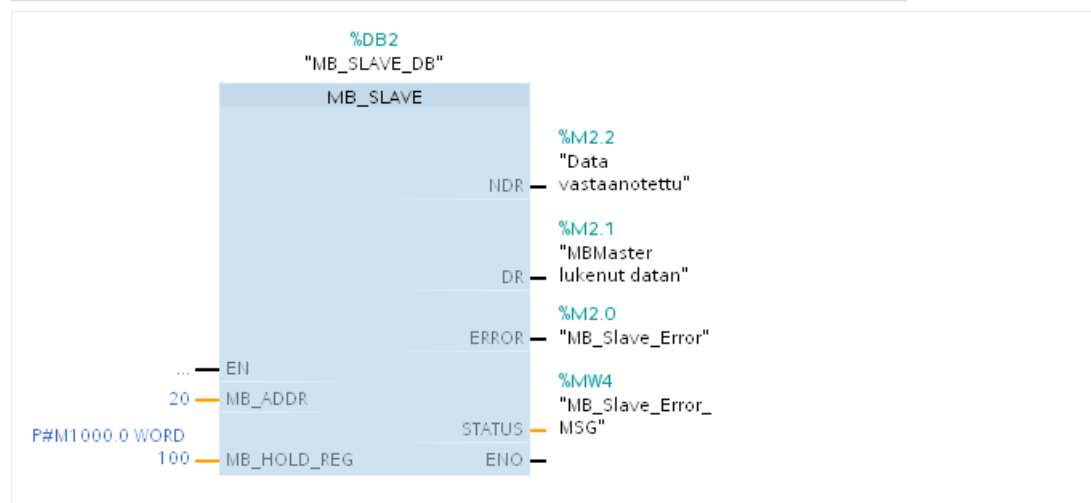 %DB2
"MB_SLAVE_DB"
MB_SLAVE
%M2.2
"Data
vastaanotettu"
NDR
%M2.1
"MBMaster
lukenut datan"
DR
%M2.0
"MB_Slave_Error"
ERROR
... EN
20 MB_ADDR
%MW4
"MB_Slave_Error_
MSG"
STATUS
P#M1000.0 WORD
100 MB_HOLD_REG
ENO